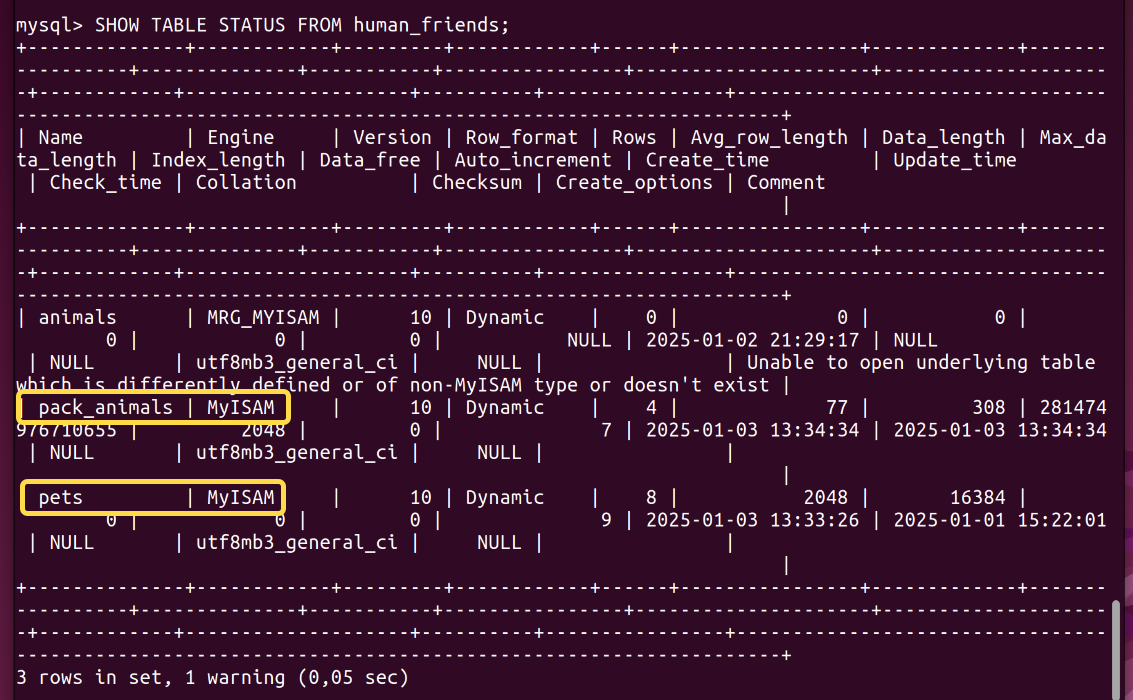 mysql> SHOW TABLE STATUS FROM human_friends;
+---------------+------------+---------+------------+------+-----------------+-------------+-------
----------+---------------+-----------+-----------------+---------------------+---------------------
-+------------+---------------------+----------+-----------------+----------------------------------
--------------------------------------------------------------------+
| Name          | Engine     | Version | Row_format | Rows | Avg_row_length | Data_length | Max_da
ta_length | Index_length | Data_free | Auto_increment | Create_time         | Update_time        
 | Check_time | Collation          | Checksum | Create_options | Comment
                                                                    |
+---------------+------------+---------+------------+------+-----------------+-------------+-------
----------+---------------+-----------+-----------------+---------------------+---------------------
-+------------+---------------------+----------+-----------------+----------------------------------
--------------------------------------------------------------------+
| animals       | MRG_MYISAM |      10 | Dynamic    |    0 |              0 |           0 |
        0 |            0 |         0 |           NULL | 2025-01-02 21:29:17 | NULL
 | NULL       | utf8mb3_general_ci |     NULL |                | Unable to open underlying table
which is differently defined or of non-MyISAM type or doesn't exist |
| pack_animals | MyISAM     |      10 | Dynamic    |    4 |             77 |         308 | 281474
976710655 |         2048 |         0 |              7 | 2025-01-03 13:34:34 | 2025-01-03 13:34:34
 | NULL       | utf8mb3_general_ci |     NULL |                |
                                                                    |
| pets         | MyISAM     |      10 | Dynamic    |    8 |           2048 |       16384 |
        0 |            0 |         0 |              9 | 2025-01-03 13:33:26 | 2025-01-01 15:22:01
 | NULL       | utf8mb3_general_ci |     NULL |                |
                                                                    |
+---------------+------------+---------+------------+------+-----------------+-------------+-------
----------+---------------+-----------+-----------------+---------------------+---------------------
-+------------+---------------------+----------+-----------------+----------------------------------
--------------------------------------------------------------------+
3 rows in set, 1 warning (0,05 sec)